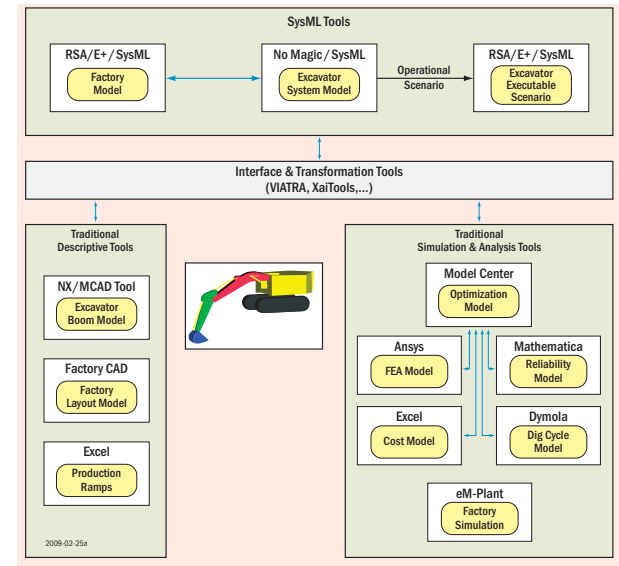 SysML Tools
RSA/E+/SysML
Factory
Model
No Magic/SysML
Excavator
System Model
Operational
Scenario
RSA/E+/SysML
Excavator
Executable
Scenario
Interface & Transformation Tools
(VIATRA, XaiTools,...)
Traditional
Descriptive Tools
NX/MCAD Tool
Excavator
Boom Model
Factory CAD
Factory
Layout Model
Excel
Production
Ramps
2009-02-25a
Traditional
Simulation & Analysis Tools
Model Center
Optimization
Model
Ansys
FEA Model
Mathematica
Reliability
Model
Excel
Cost Model
Dymola
Dig Cycle
Model
eM-Plant
Factory
Simulation